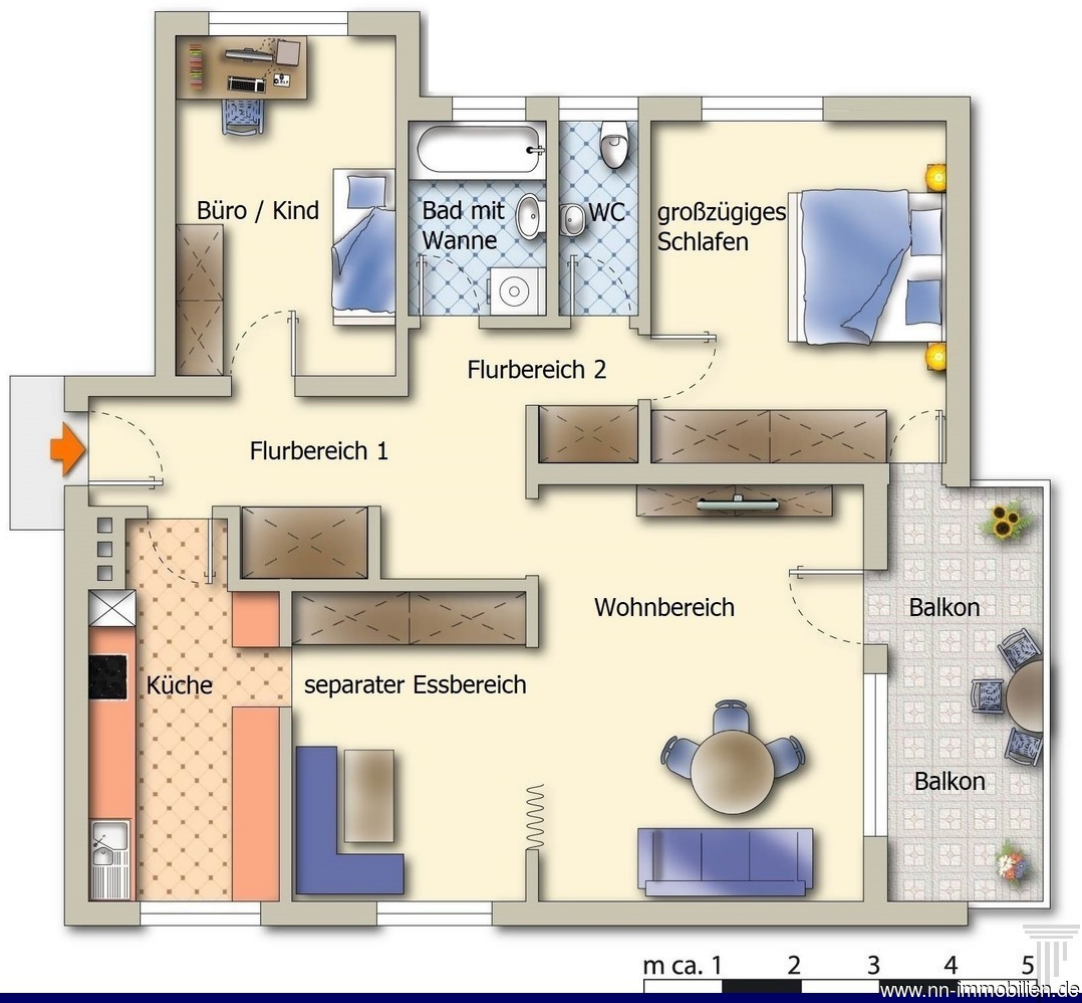 Büro / Kind
Bad mit
Wanne
WC
großzügiges
Schlafen
Flurbereich 2
Flurbereich 1
Wohnbereich
Balkon
Küche
separater Essbereich
Balkon
m ca. 1 2 3 4 5
www.nn-immobilien.de